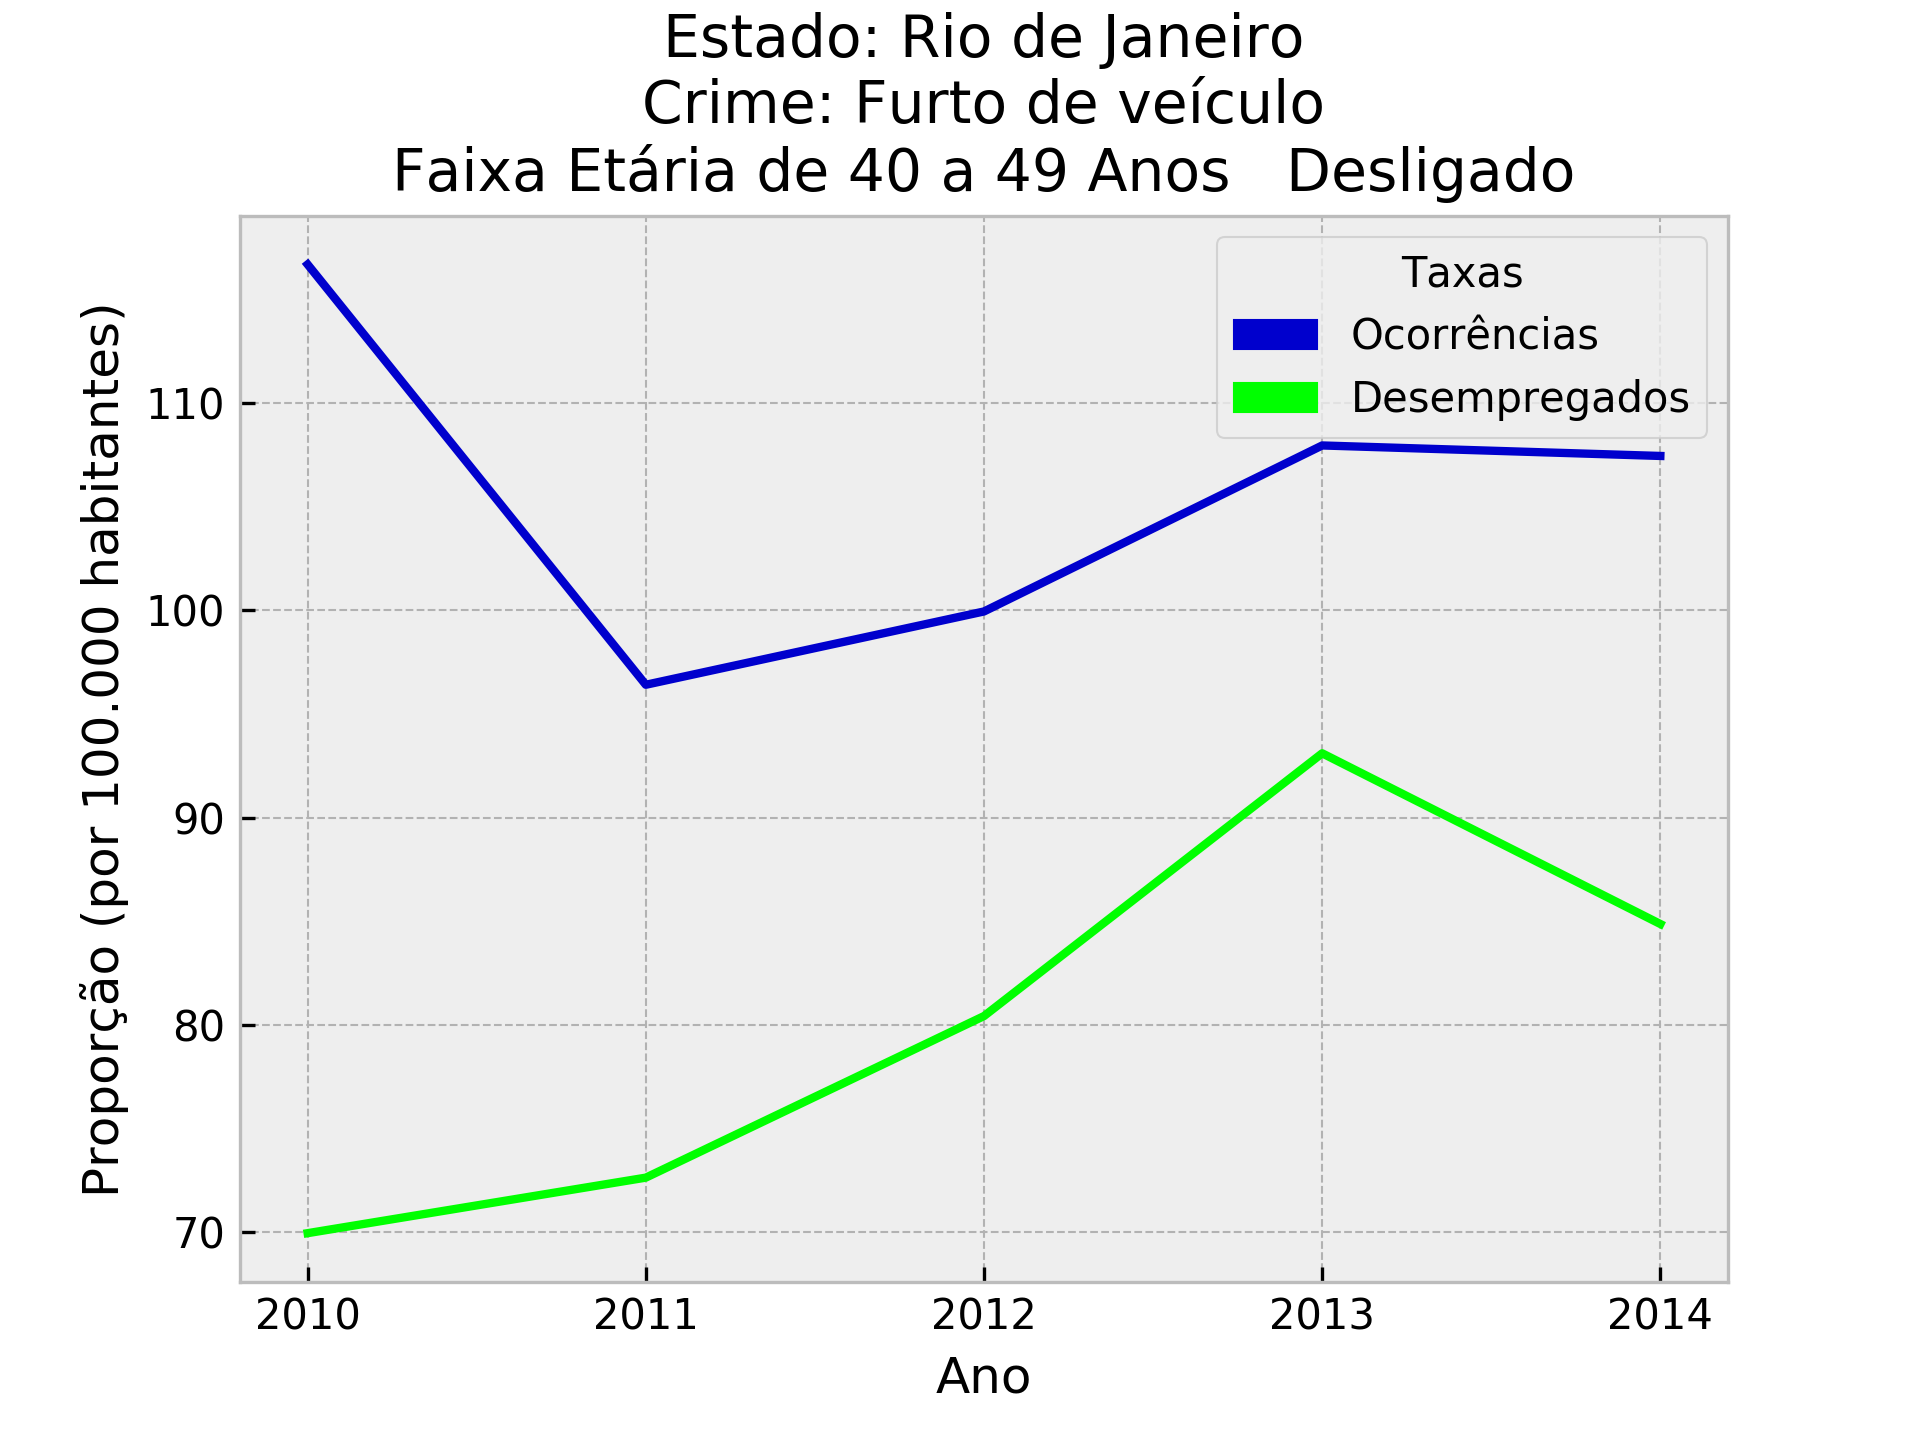 Estado: Rio de Janeiro
Crime: Furto de veículo
Faixa Etária de 40 a 49 Anos   Desligado
Taxas
Ocorrências
Desempregados
Proporção (por 100.000 habitantes)
110
100
90
80
70
2010 2011 2012 2013 2014
Ano